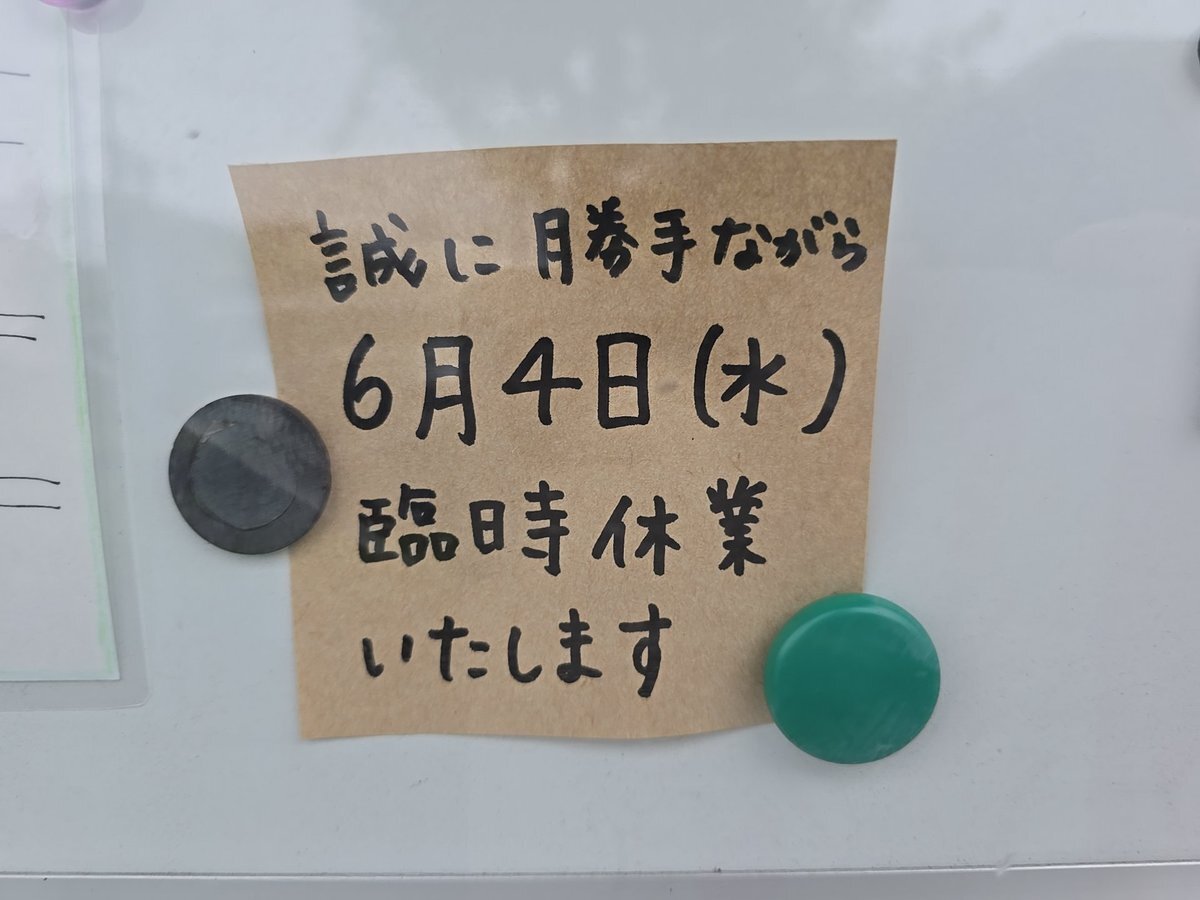 誠に月勝手ながら
6月4日(水)
臨時休業
いたします